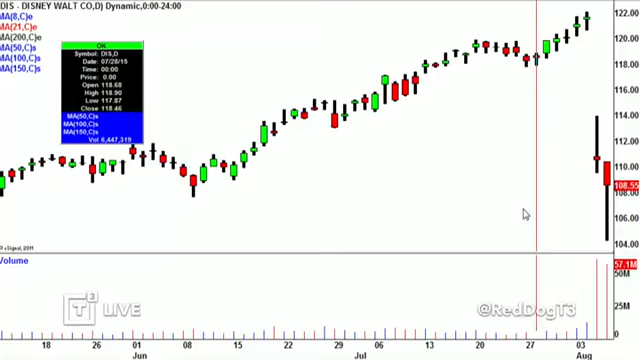 DIS - DISNEY WALT CO,D) Dynamic,0:00-24:00
MA(8,C)e
MA(21,C)e
MA(200,C)e
MA(50,C)s
MA(100,C)s
MA(150,C)s
OK
Symbol: DIS,D
Date: 07/28/15
Time: 00:00
Price: 0.00
Open 118.68
High 118.90
Low 117.87
Close 118.46
MA(50,C)s
MA(100,C)s
MA(150,C)s
Vol 6,447,319
122.00
120.00
118.00
116.00
114.00
112.00
110.00
108.55
106.00
104.00
© eSignal, 2011
Volume
57.1M
50M
25M
0
T3 LIVE
@RedDogT3
18 26 Jun 08 15 22 Jul 07 13 20 27 03 Aug